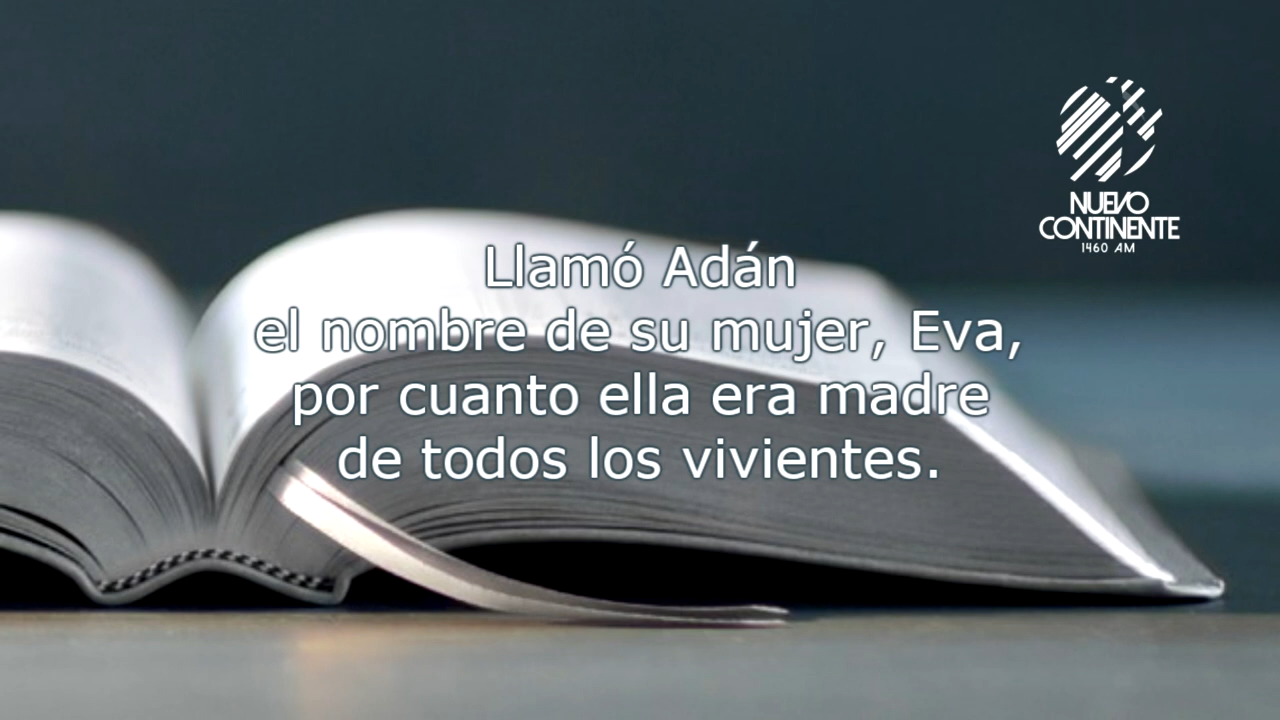 NUEVO
CONTINENTE
1460 AM
Llamó Adán
el nombre de su mujer, Eva,
por cuanto ella era madre
de todos los vivientes.